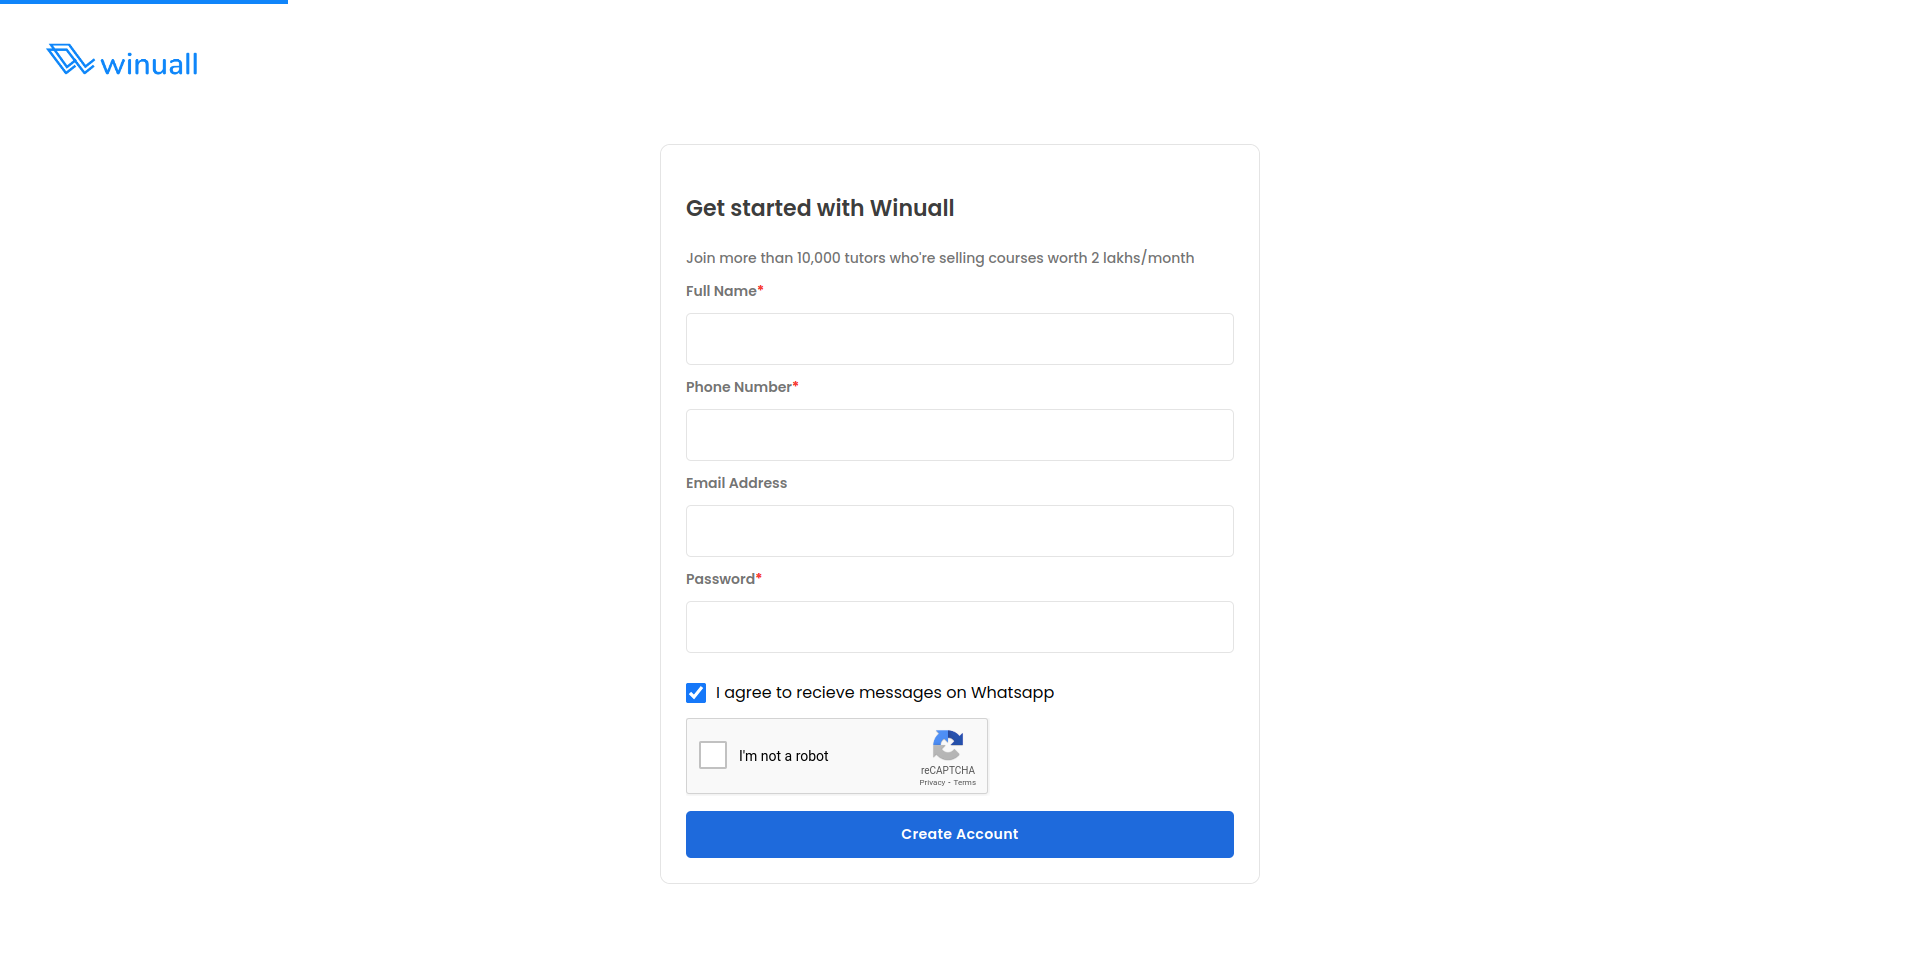 winuall
Get started with Winuall
Join more than 10,000 tutors who're selling courses worth 2 lakhs/month
Full Name*
Phone Number*
Email Address
Password*
I agree to recieve messages on Whatsapp
I'm not a robot
reCAPTCHA
Privacy - Terms
Create Account